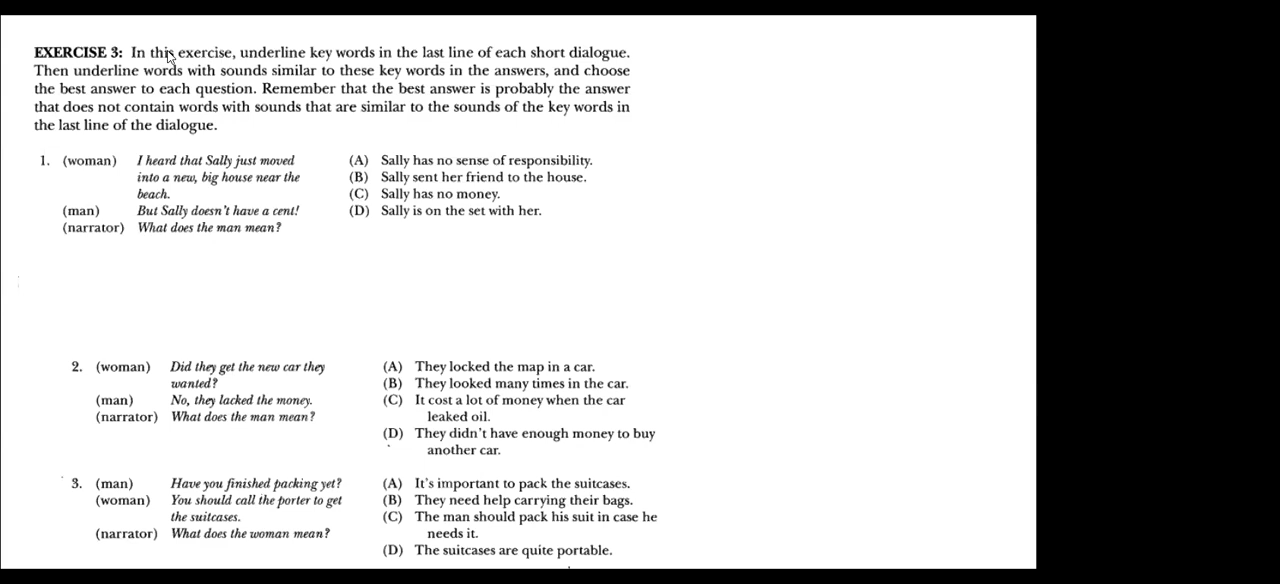 EXERCISE 3: In this exercise, underline key words in the last line of each short dialogue.
Then underline words with sounds similar to these key words in the answers, and choose
the best answer to each question. Remember that the best answer is probably the answer
that does not contain words with sounds that are similar to the sounds of the key words in
the last line of the dialogue.
1. (woman) I heard that Sally just moved
into a new, big house near the
beach.
(man) But Sally doesn't have a cent!
(narrator) What does the man mean?
(A) Sally has no sense of responsibility.
(B) Sally sent her friend to the house.
(C) Sally has no money.
(D) Sally is on the set with her.
2. (woman) Did they get the new car they
wanted?
(man) No, they lacked the money.
(narrator) What does the man mean?
(A) They locked the map in a car.
(B) They looked many times in the car.
(C) It cost a lot of money when the car
leaked oil.
(D) They didn't have enough money to buy
another car.
3. (man) Have you finished packing yet?
(woman) You should call the porter to get
the suitcases.
(narrator) What does the woman mean?
(A) It's important to pack the suitcases.
(B) They need help carrying their bags.
(C) The man should pack his suit in case he
needs it.
(D) The suitcases are quite portable.